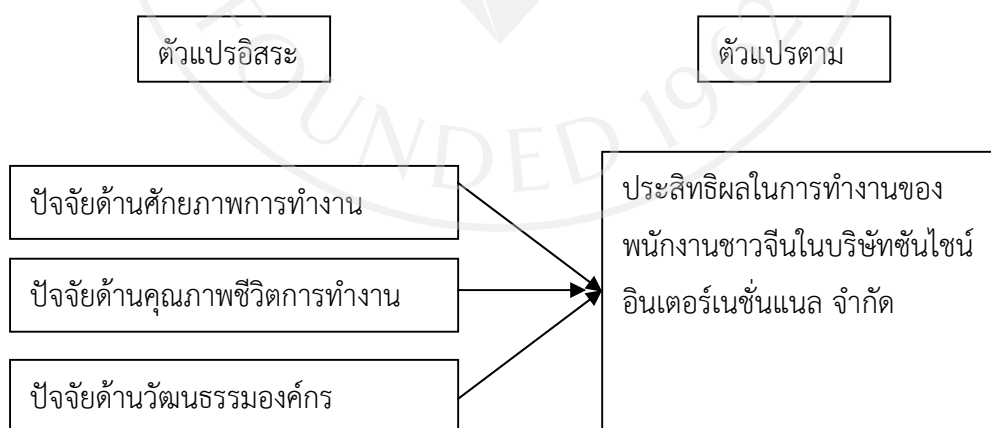 ตัวแปรอิสระ
ตัวแปรตาม
ปัจจัยด้านศักยภาพการทำงาน
ปัจจัยด้านคุณภาพชีวิตการทำงาน
ปัจจัยด้านวัฒนธรรมองค์กร
ประสิทธิผลในการทำงานของ
พนักงานชาวจีนในบริษัทซันไชน์
อินเตอร์เนชั่นแนล จำกัด
FOUNDED 1962